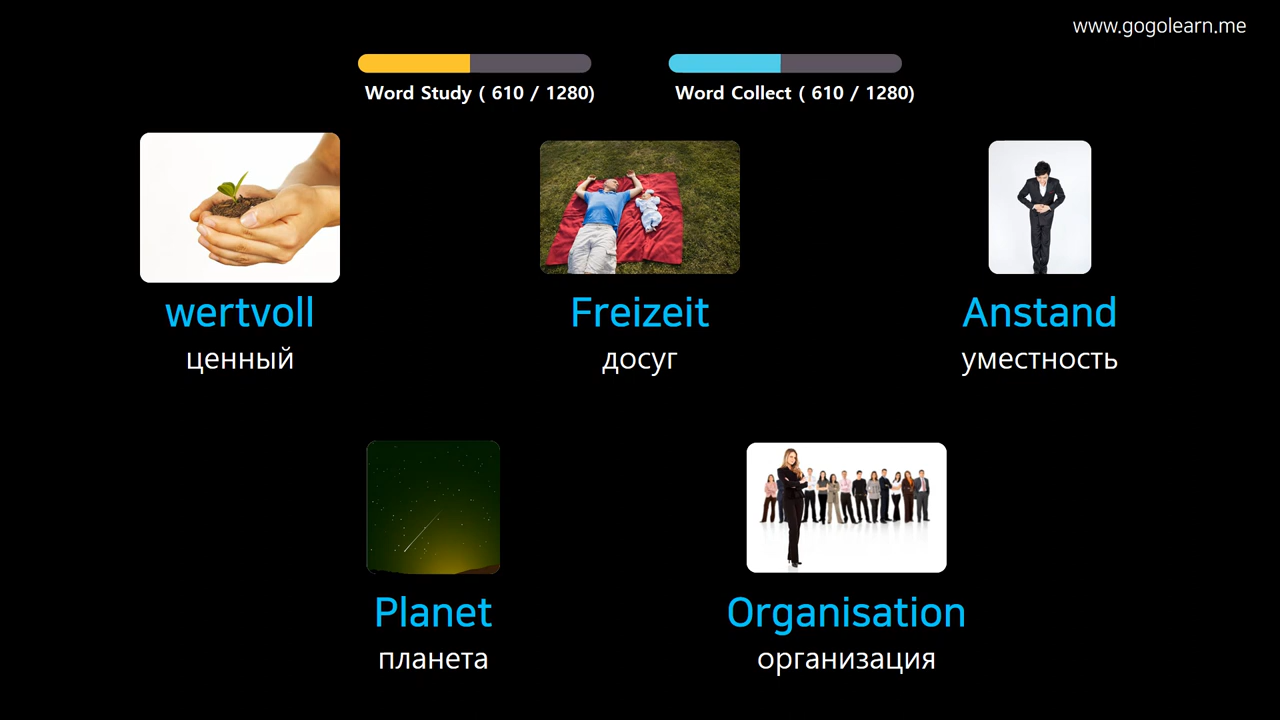 www.gogolearn.me
Word Study ( 610 / 1280)
Word Collect ( 610 / 1280)
wertvoll
ценный
Freizeit
досуг
Anstand
уместность
Planet
планета
Organisation
организация